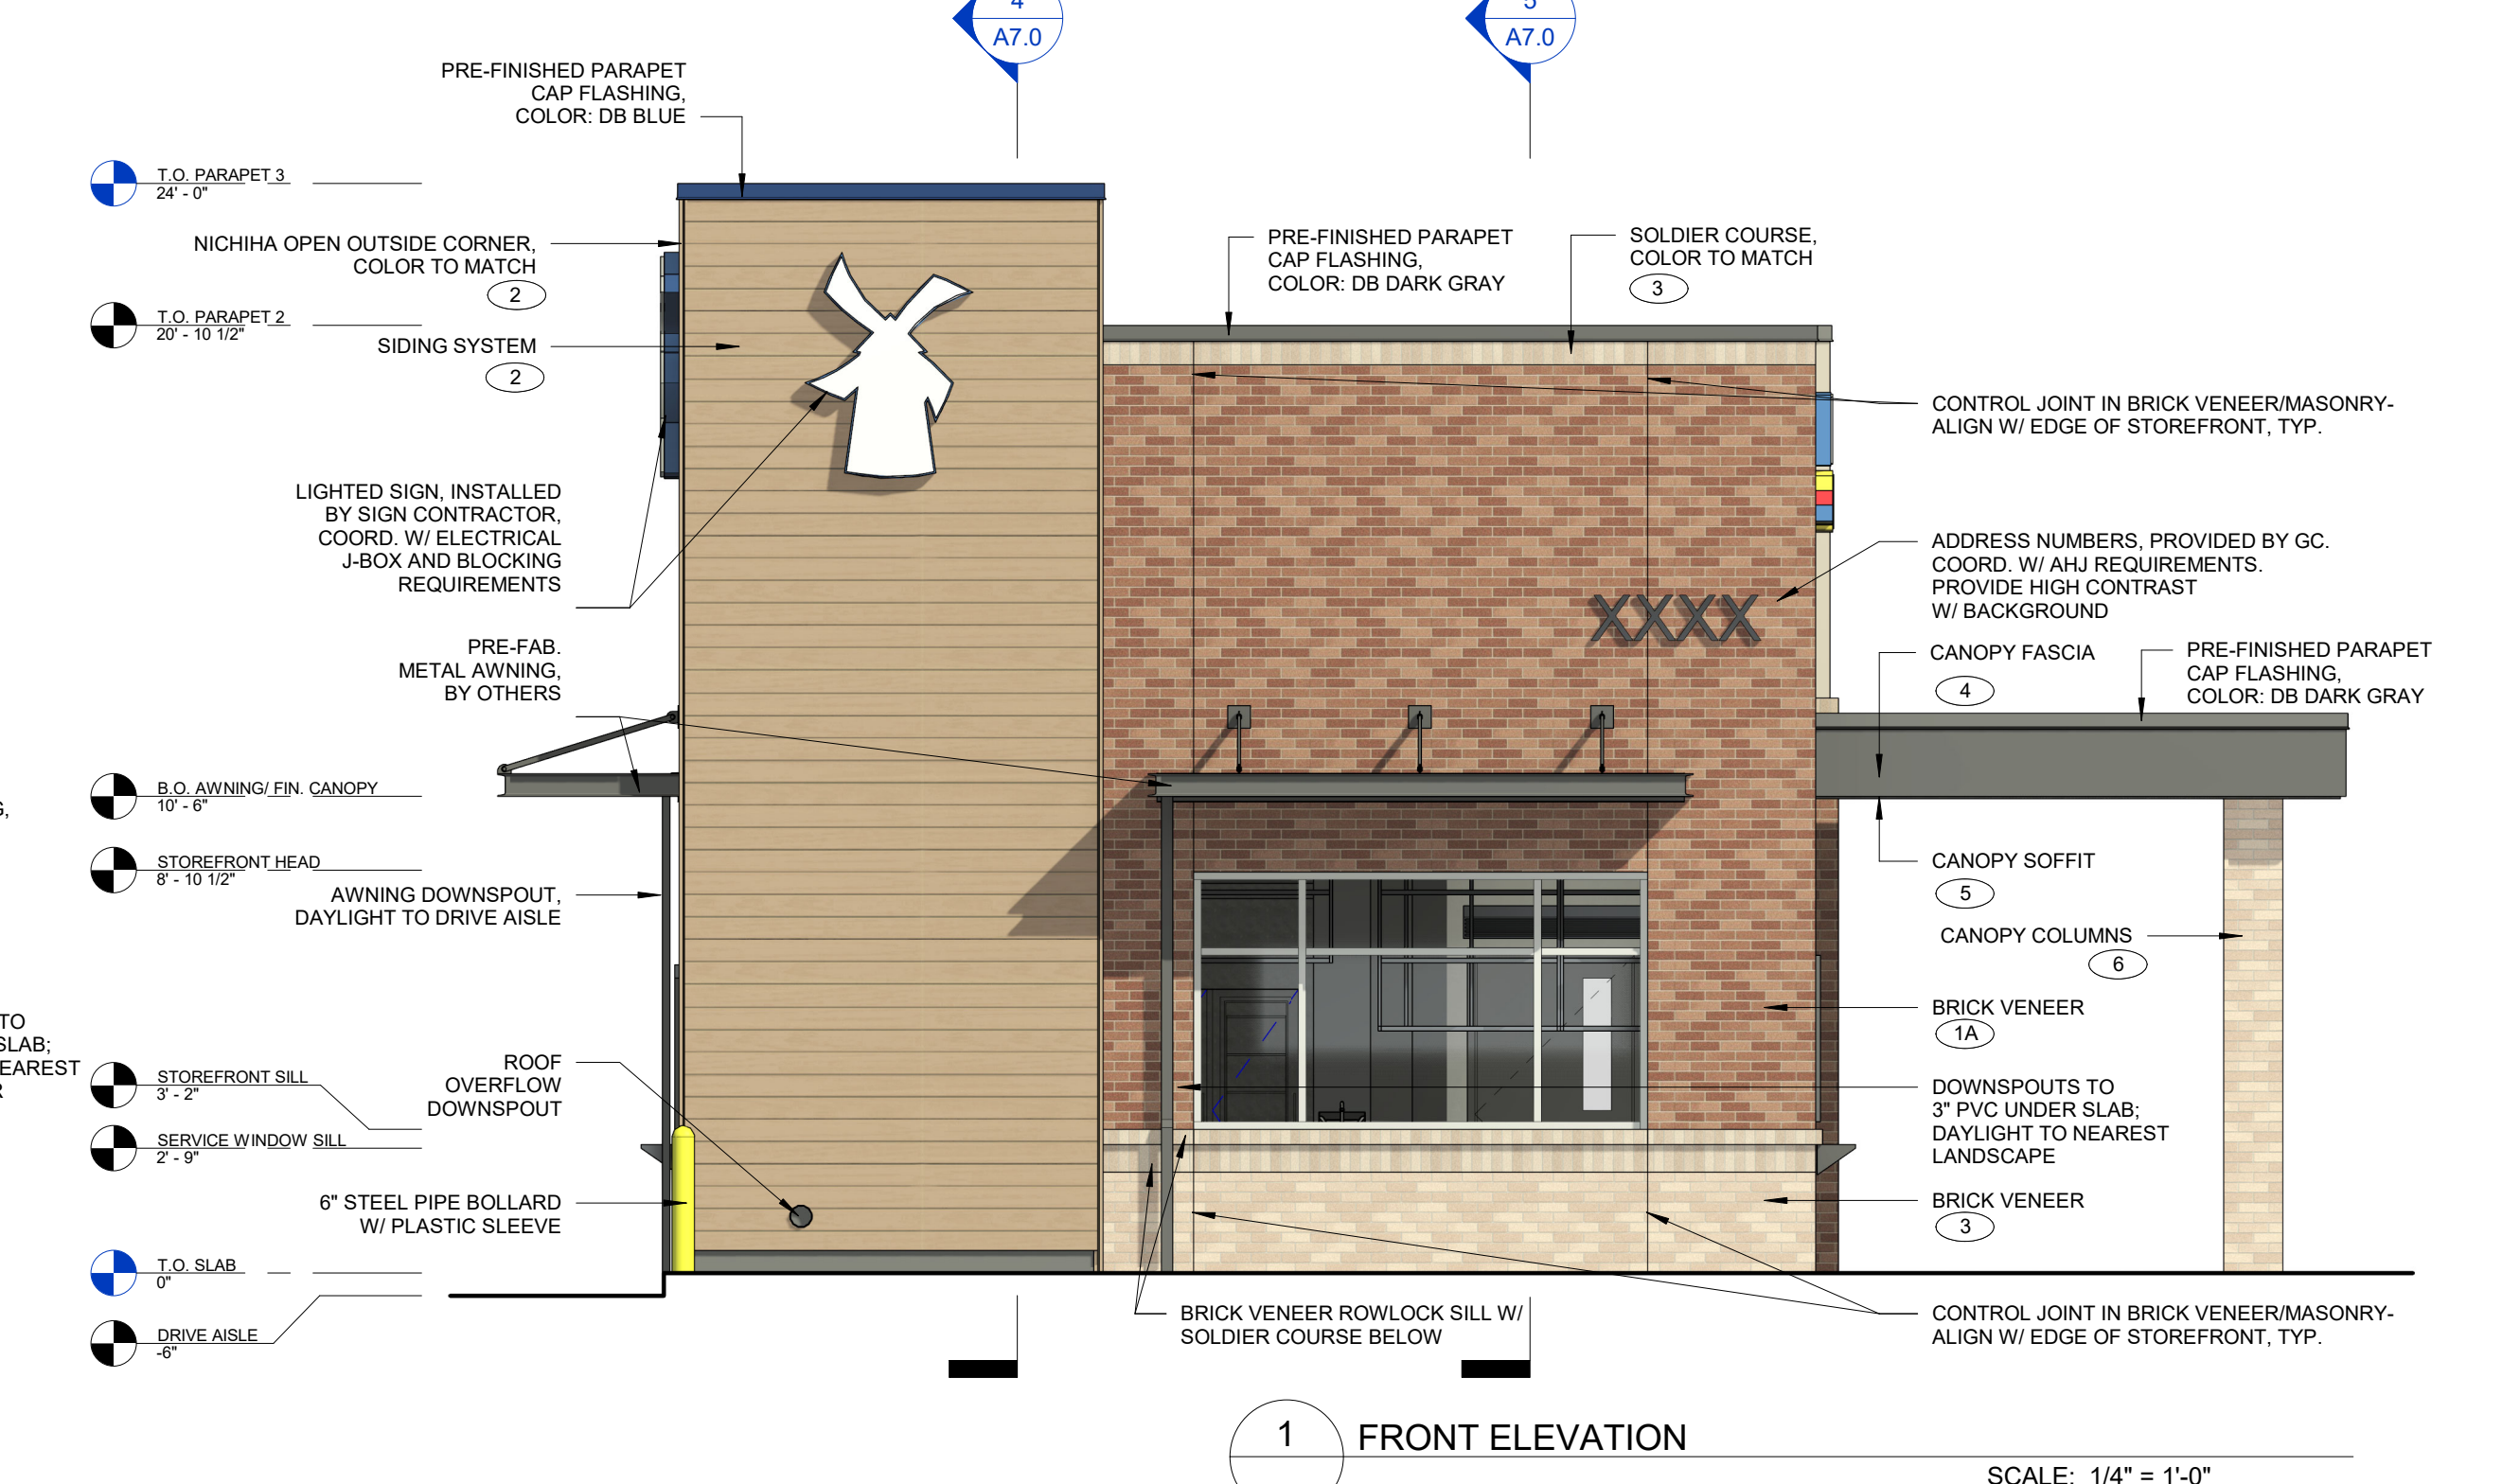 4
A7.0
5
A7.0
PRE-FINISHED PARAPET
CAP FLASHING,
COLOR: DB BLUE
T.O. PARAPET 3
24' - 0"
NICHIHA OPEN OUTSIDE CORNER,
COLOR TO MATCH
2
T.O. PARAPET 2
20' - 10 1/2"
SIDING SYSTEM
2
PRE-FINISHED PARAPET
CAP FLASHING,
COLOR: DB DARK GRAY
SOLDIER COURSE,
COLOR TO MATCH
3
CONTROL JOINT IN BRICK VENEER/MASONRY-
ALIGN W/ EDGE OF STOREFRONT, TYP.
LIGHTED SIGN, INSTALLED
BY SIGN CONTRACTOR,
COORD. W/ ELECTRICAL
J-BOX AND BLOCKING
REQUIREMENTS
ADDRESS NUMBERS, PROVIDED BY GC.
COORD. W/ AHJ REQUIREMENTS.
PROVIDE HIGH CONTRAST
W/ BACKGROUND
XXXX
PRE-FAB.
METAL AWNING,
BY OTHERS
CANOPY FASCIA
4
PRE-FINISHED PARAPET
CAP FLASHING,
COLOR: DB DARK GRAY
B.O. AWNING/ FIN. CANOPY
10' - 6"
STOREFRONT HEAD
8' - 10 1/2"
AWNING DOWNSPOUT,
DAYLIGHT TO DRIVE AISLE
CANOPY SOFFIT
5
CANOPY COLUMNS
6
BRICK VENEER
1A
TO
SLAB;
EAREST
ROOF
OVERFLOW
DOWNSPOUT
STOREFRONT SILL
3' - 2"
SERVICE WINDOW SILL
2' - 9"
DOWNSPOUTS TO
3" PVC UNDER SLAB;
DAYLIGHT TO NEAREST
LANDSCAPE
6" STEEL PIPE BOLLARD
W/ PLASTIC SLEEVE
BRICK VENEER
3
T.O. SLAB
0"
DRIVE AISLE
-6"
BRICK VENEER ROWLOCK SILL W/
SOLDIER COURSE BELOW
CONTROL JOINT IN BRICK VENEER/MASONRY-
ALIGN W/ EDGE OF STOREFRONT, TYP.
1
FRONT ELEVATION
SCALE: 1/4" = 1'-0"